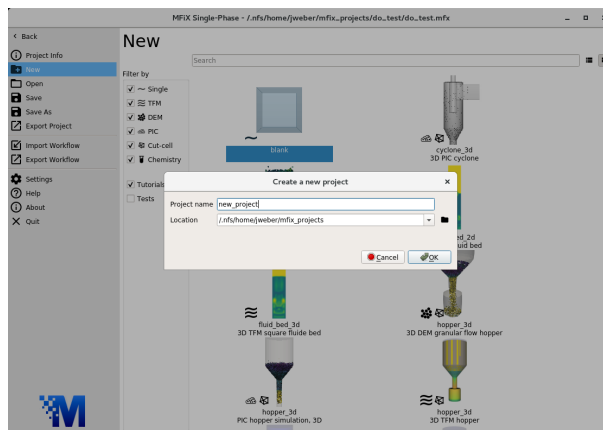 MFiX Single-Phase - /.nfs/home/jweber/mfix_projects/do_test/do_test.mfx
Back
Project Info
New
Open
Save
Save As
Export Project
Import Workflow
Export Workflow
Settings
Help
About
Quit
New
Search
Filter by
Single
TFM
DEM
PIC
Cut-cell
Chemistry
Tutorials
Tests
blank
cyclone_3d
3D PIC cyclone
Create a new project
Project name new_project
Location /.nfs/home/jweber/mfix_projects
Cancel OK
fluid_bed_3d
3D TFM square fluide bed
hopper_3d
3D DEM granular flow hopper
hopper_3d
PIC hopper simulation, 3D
hopper_3d
3D TFM hopper